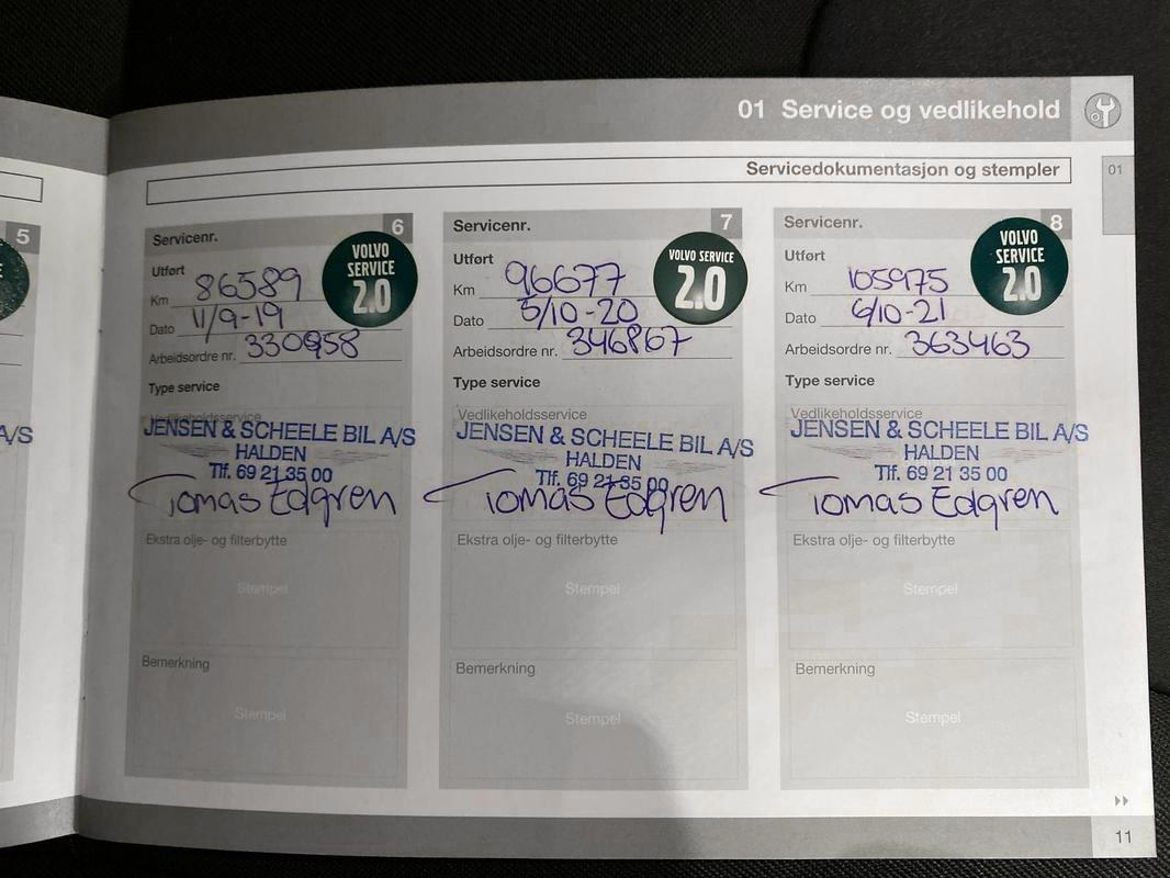 01 Service og vedlikehold
Servicedokumentasjon og stempler
01
5
A/S
Servicenr. 6
VOLVO
SERVICE
2.0
Utført
Km 86589
Dato 11/9-19
Arbeidsordre nr. 330958
Type service
Vedlikeholdsservice
JENSEN & SCHEELE BIL A/S
HALDEN
Tlf. 69 21 35 00
Tomas Edgren
Ekstra olje- og filterbytte
Stempel
Bemerkning
Stempel
Servicenr. 7
VOLVO SERVICE
2.0
Utført
Km 96677
Dato 5/10-20
Arbeidsordre nr. 346867
Type service
Vedlikeholdsservice
JENSEN & SCHEELE BIL A/S
HALDEN
Tlf. 69 21 35 00
Tomas Edgren
Ekstra olje- og filterbytte
Stempel
Bemerkning
Stempel
Servicenr. 8
VOLVO
SERVICE
2.0
Utført
Km 105975
Dato 6/10-21
Arbeidsordre nr. 363463
Type service
Vedlikeholdsservice
JENSEN & SCHEELE BIL A/S
HALDEN
Tlf. 69 21 35 00
Tomas Edgren
Ekstra olje- og filterbytte
Stempel
Bemerkning
Stempel
11